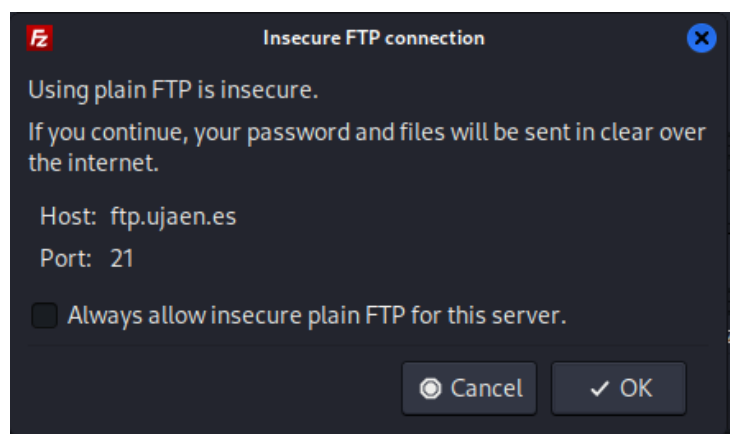 Fz
Insecure FTP connection
Using plain FTP is insecure.
If you continue, your password and files will be sent in clear over
the internet.
Host: ftp.ujaen.es
Port: 21
Always allow insecure plain FTP for this server.
Cancel
OK